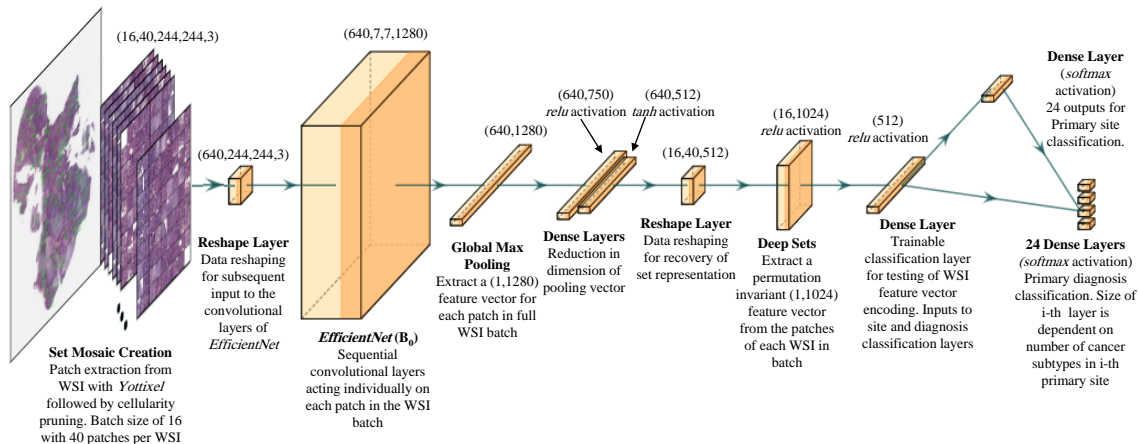 (16,40,244,244,3)
Set Mosaic Creation
Patch extraction from
WSI with Yottixel
followed by cellularity
pruning. Batch size of 16
with 40 patches per WSI
(640,244,244,3)
Reshape Layer
Data reshaping
for subsequent
input to the
convolutional
layers of
EfficientNet
(640,7,7,1280)
EfficientNet (B0)
Sequential
convolutional layers
acting individually on
each patch in the WSI
batch
(640,1280)
Global Max
Pooling
Extract a (1,1280)
feature vector for
each patch in full
WSI batch
(640,750)
relu activation
(640,512)
tanh activation
Dense Layers
Reduction in
dimension of
pooling vector
(16,40,512)
Reshape Layer
Data reshaping
for recovery of
set representation
(16,1024)
relu activation
Deep Sets
Extract a
permutation
invariant (1,1024)
feature vector
from the patches
of each WSI in
batch
(512)
relu activation
Dense Layer
Trainable
classification layer
for testing of WSI
feature vector
encoding. Inputs to
site and diagnosis
classification layers
Dense Layer
(softmax
activation)
24 outputs for
Primary site
classification.
24 Dense Layers
(softmax activation)
Primary diagnosis
classification. Size of
i-th layer is
dependent on
number of cancer
subtypes in i-th
primary site